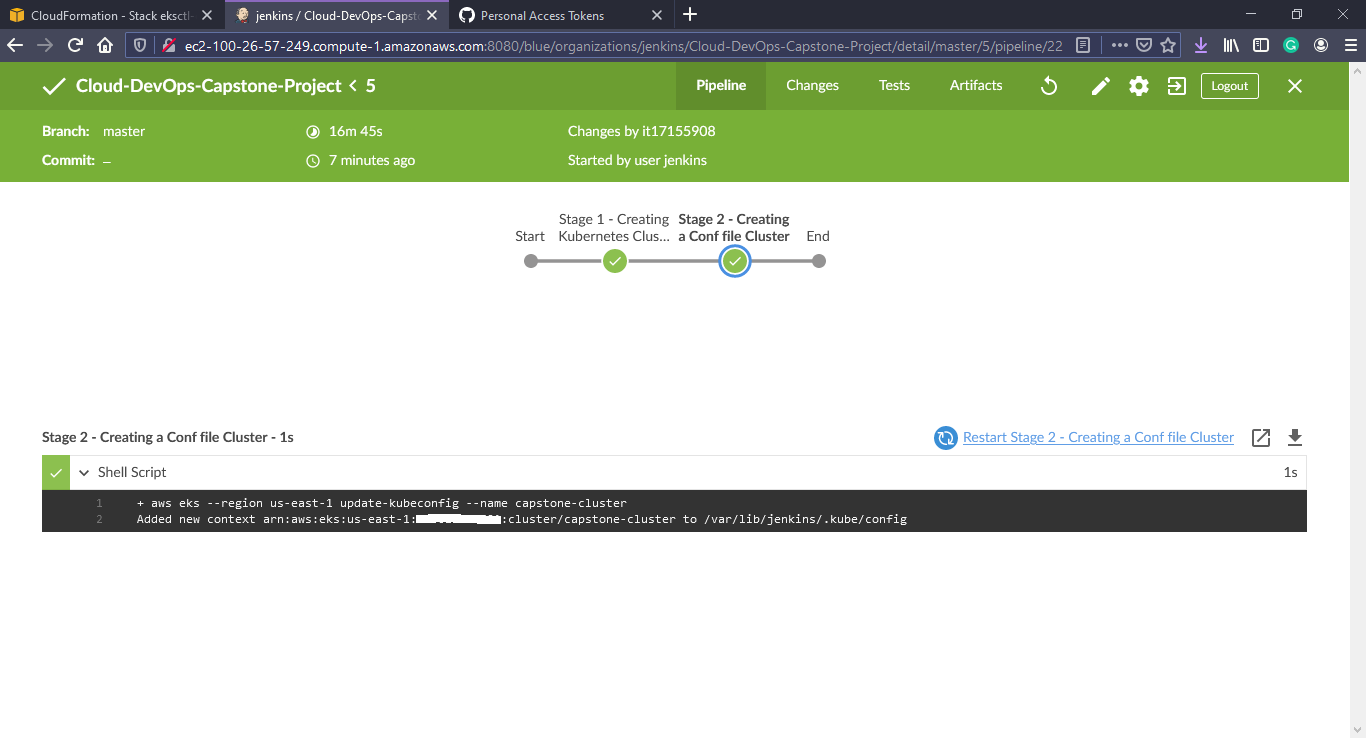 CloudFormation - Stack eksctl-
jenkins / Cloud-DevOps-Capsto
Personal Access Tokens
ec2-100-26-57-249.compute-1.amazonaws.com:8080/blue/organizations/jenkins/Cloud-DevOps-Capstone-Project/detail/master/5/pipeline/22
Cloud-DevOps-Capstone-Project < 5
Pipeline
Changes
Tests
Artifacts
Logout
Branch: master
16m 45s
Changes by it17155908
Commit: –
7 minutes ago
Started by user jenkins
Start
Stage 1 - Creating
Kubernetes Clus...
Stage 2 - Creating
a Conf file Cluster
End
Stage 2 - Creating a Conf file Cluster - 1s
Restart Stage 2 - Creating a Conf file Cluster
Shell Script
1s
1 + aws eks --region us-east-1 update-kubeconfig --name capstone-cluster
2 Added new context arn:aws:eks:us-east-1: :cluster/capstone-cluster to /var/lib/jenkins/.kube/config